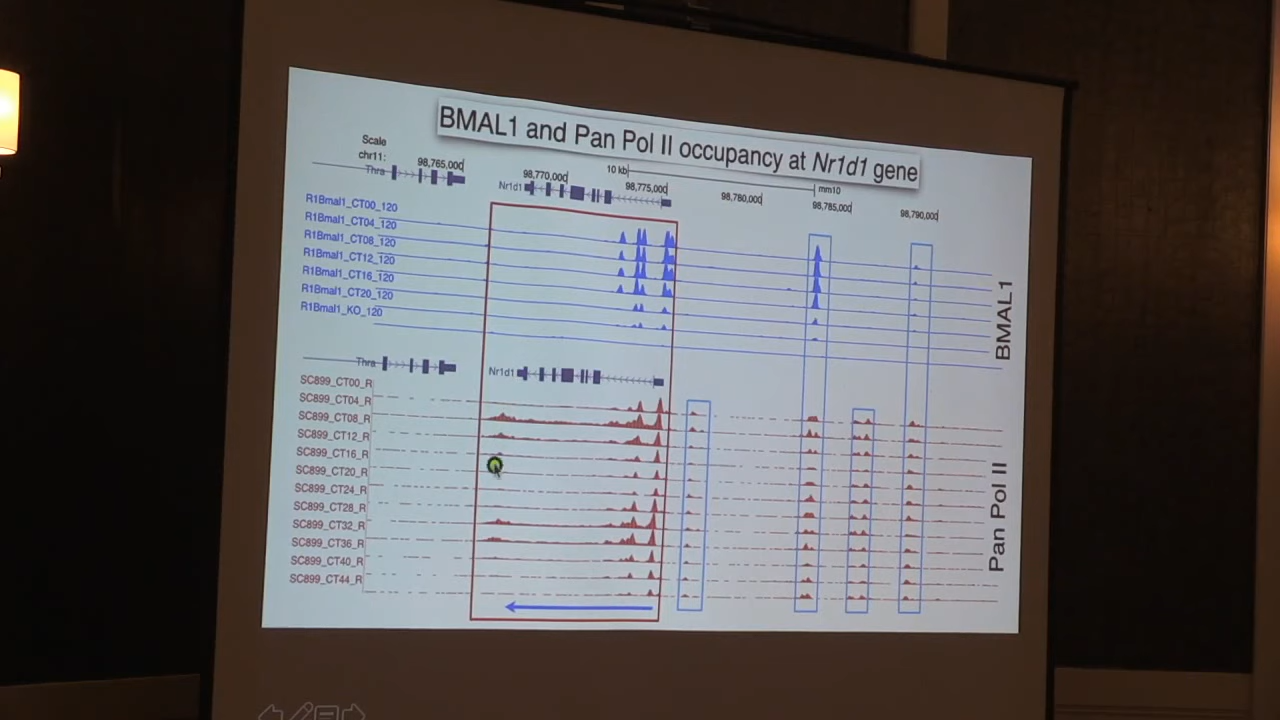 BMAL1 and Pan Pol II occupancy at Nr1d1 gene
Scale
chr11:
98,765,000
98,770,000
10 kb
98,775,000
98,780,000
mm10
98,785,000
98,790,000
Thra
Nr1d1
R1Bmal1_CT00_120
R1Bmal1_CT04_120
R1Bmal1_CT08_120
R1Bmal1_CT12_120
R1Bmal1_CT16_120
R1Bmal1_CT20_120
R1Bmal1_KO_120
BMAL1
Thra
Nr1d1
SC899_CT00_R
SC899_CT04_R
SC899_CT08_R
SC899_CT12_R
SC899_CT16_R
SC899_CT20_R
SC899_CT24_R
SC899_CT28_R
SC899_CT32_R
SC899_CT36_R
SC899_CT40_R
SC899_CT44_R
Pan Pol II